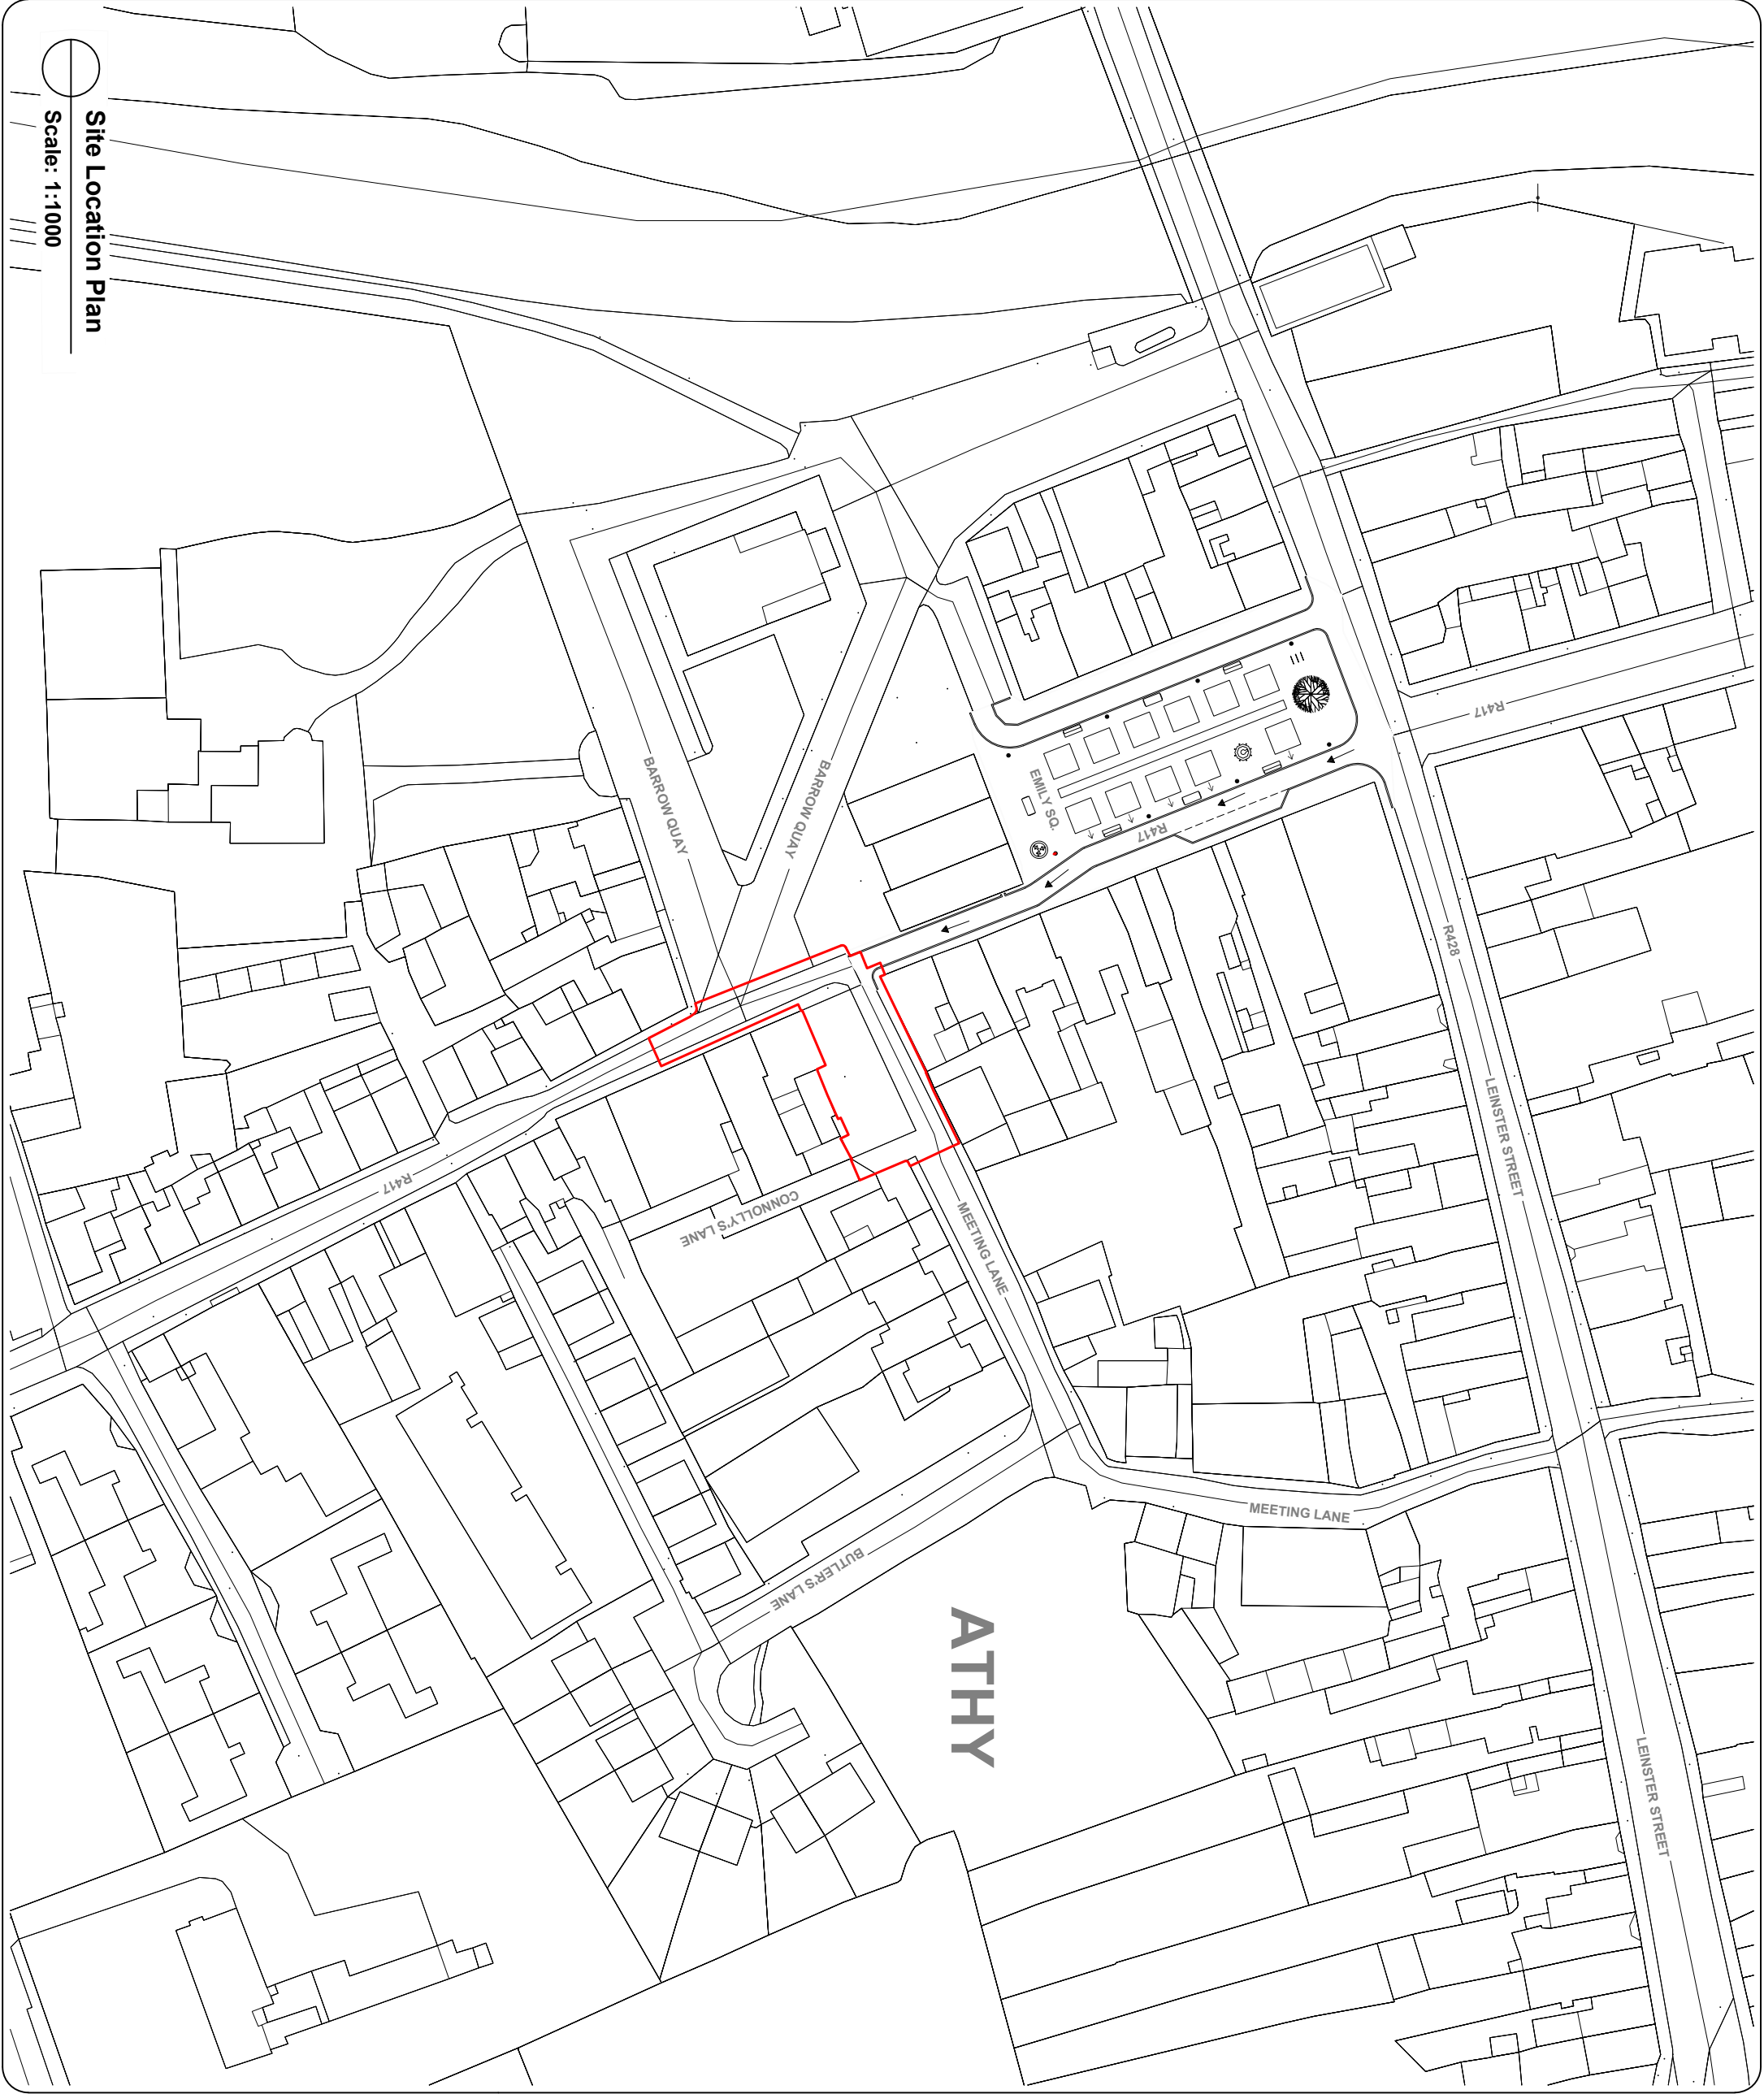 Site Location Plan
Scale: 1:1000
R417
EMILY SQ.
R417
BARROW QUAY
BARROW QUAY
R428
LEINSTER STREET
R417
CONNOLLY'S LANE
MEETING LANE
MEETING LANE
BUTLER'S LANE
ATHY
LEINSTER STREET